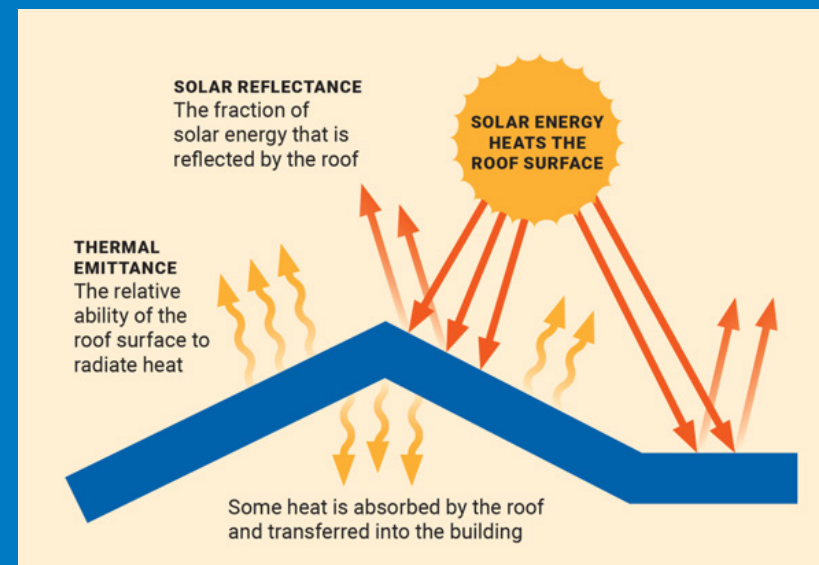 SOLAR REFLECTANCE
The fraction of
solar energy that is
reflected by the roof
SOLAR ENERGY
HEATS THE
ROOF SURFACE
THERMAL
EMITTANCE
The relative
ability of the
roof surface to
radiate heat
Some heat is absorbed by the roof
and transferred into the building